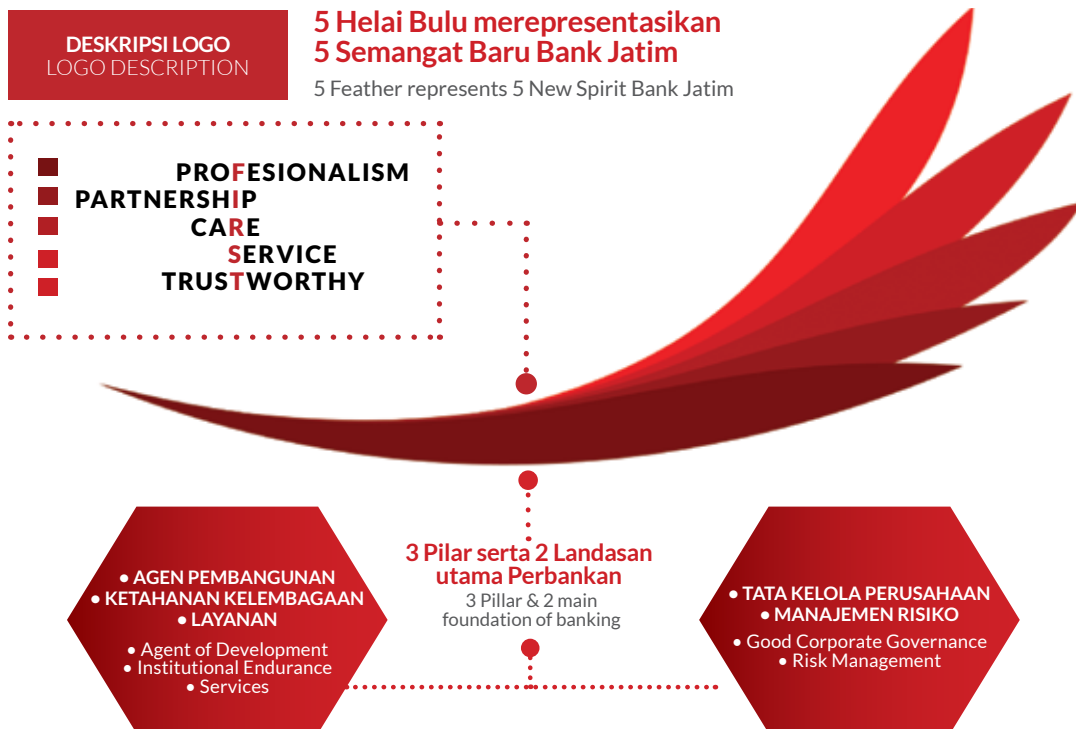 DESKRIPSI LOGO
LOGO DESCRIPTION
5 Helai Bulu merepresentasikan
5 Semangat Baru Bank Jatim
5 Feather represents 5 New Spirit Bank Jatim
PROFESIONALISM
PARTNERSHIP
CARE
SERVICE
TRUSTWORTHY
3 Pilar serta 2 Landasan
utama Perbankan
3 Pillar & 2 main
foundation of banking
• AGEN PEMBANGUNAN
• KETAHANAN KELEMBAGAAN
• LAYANAN
• Agent of Development
• Institutional Endurance
• Services
• TATA KELOLA PERUSAHAAN
• MANAJEMEN RISIKO
• Good Corporate Governance
• Risk Management